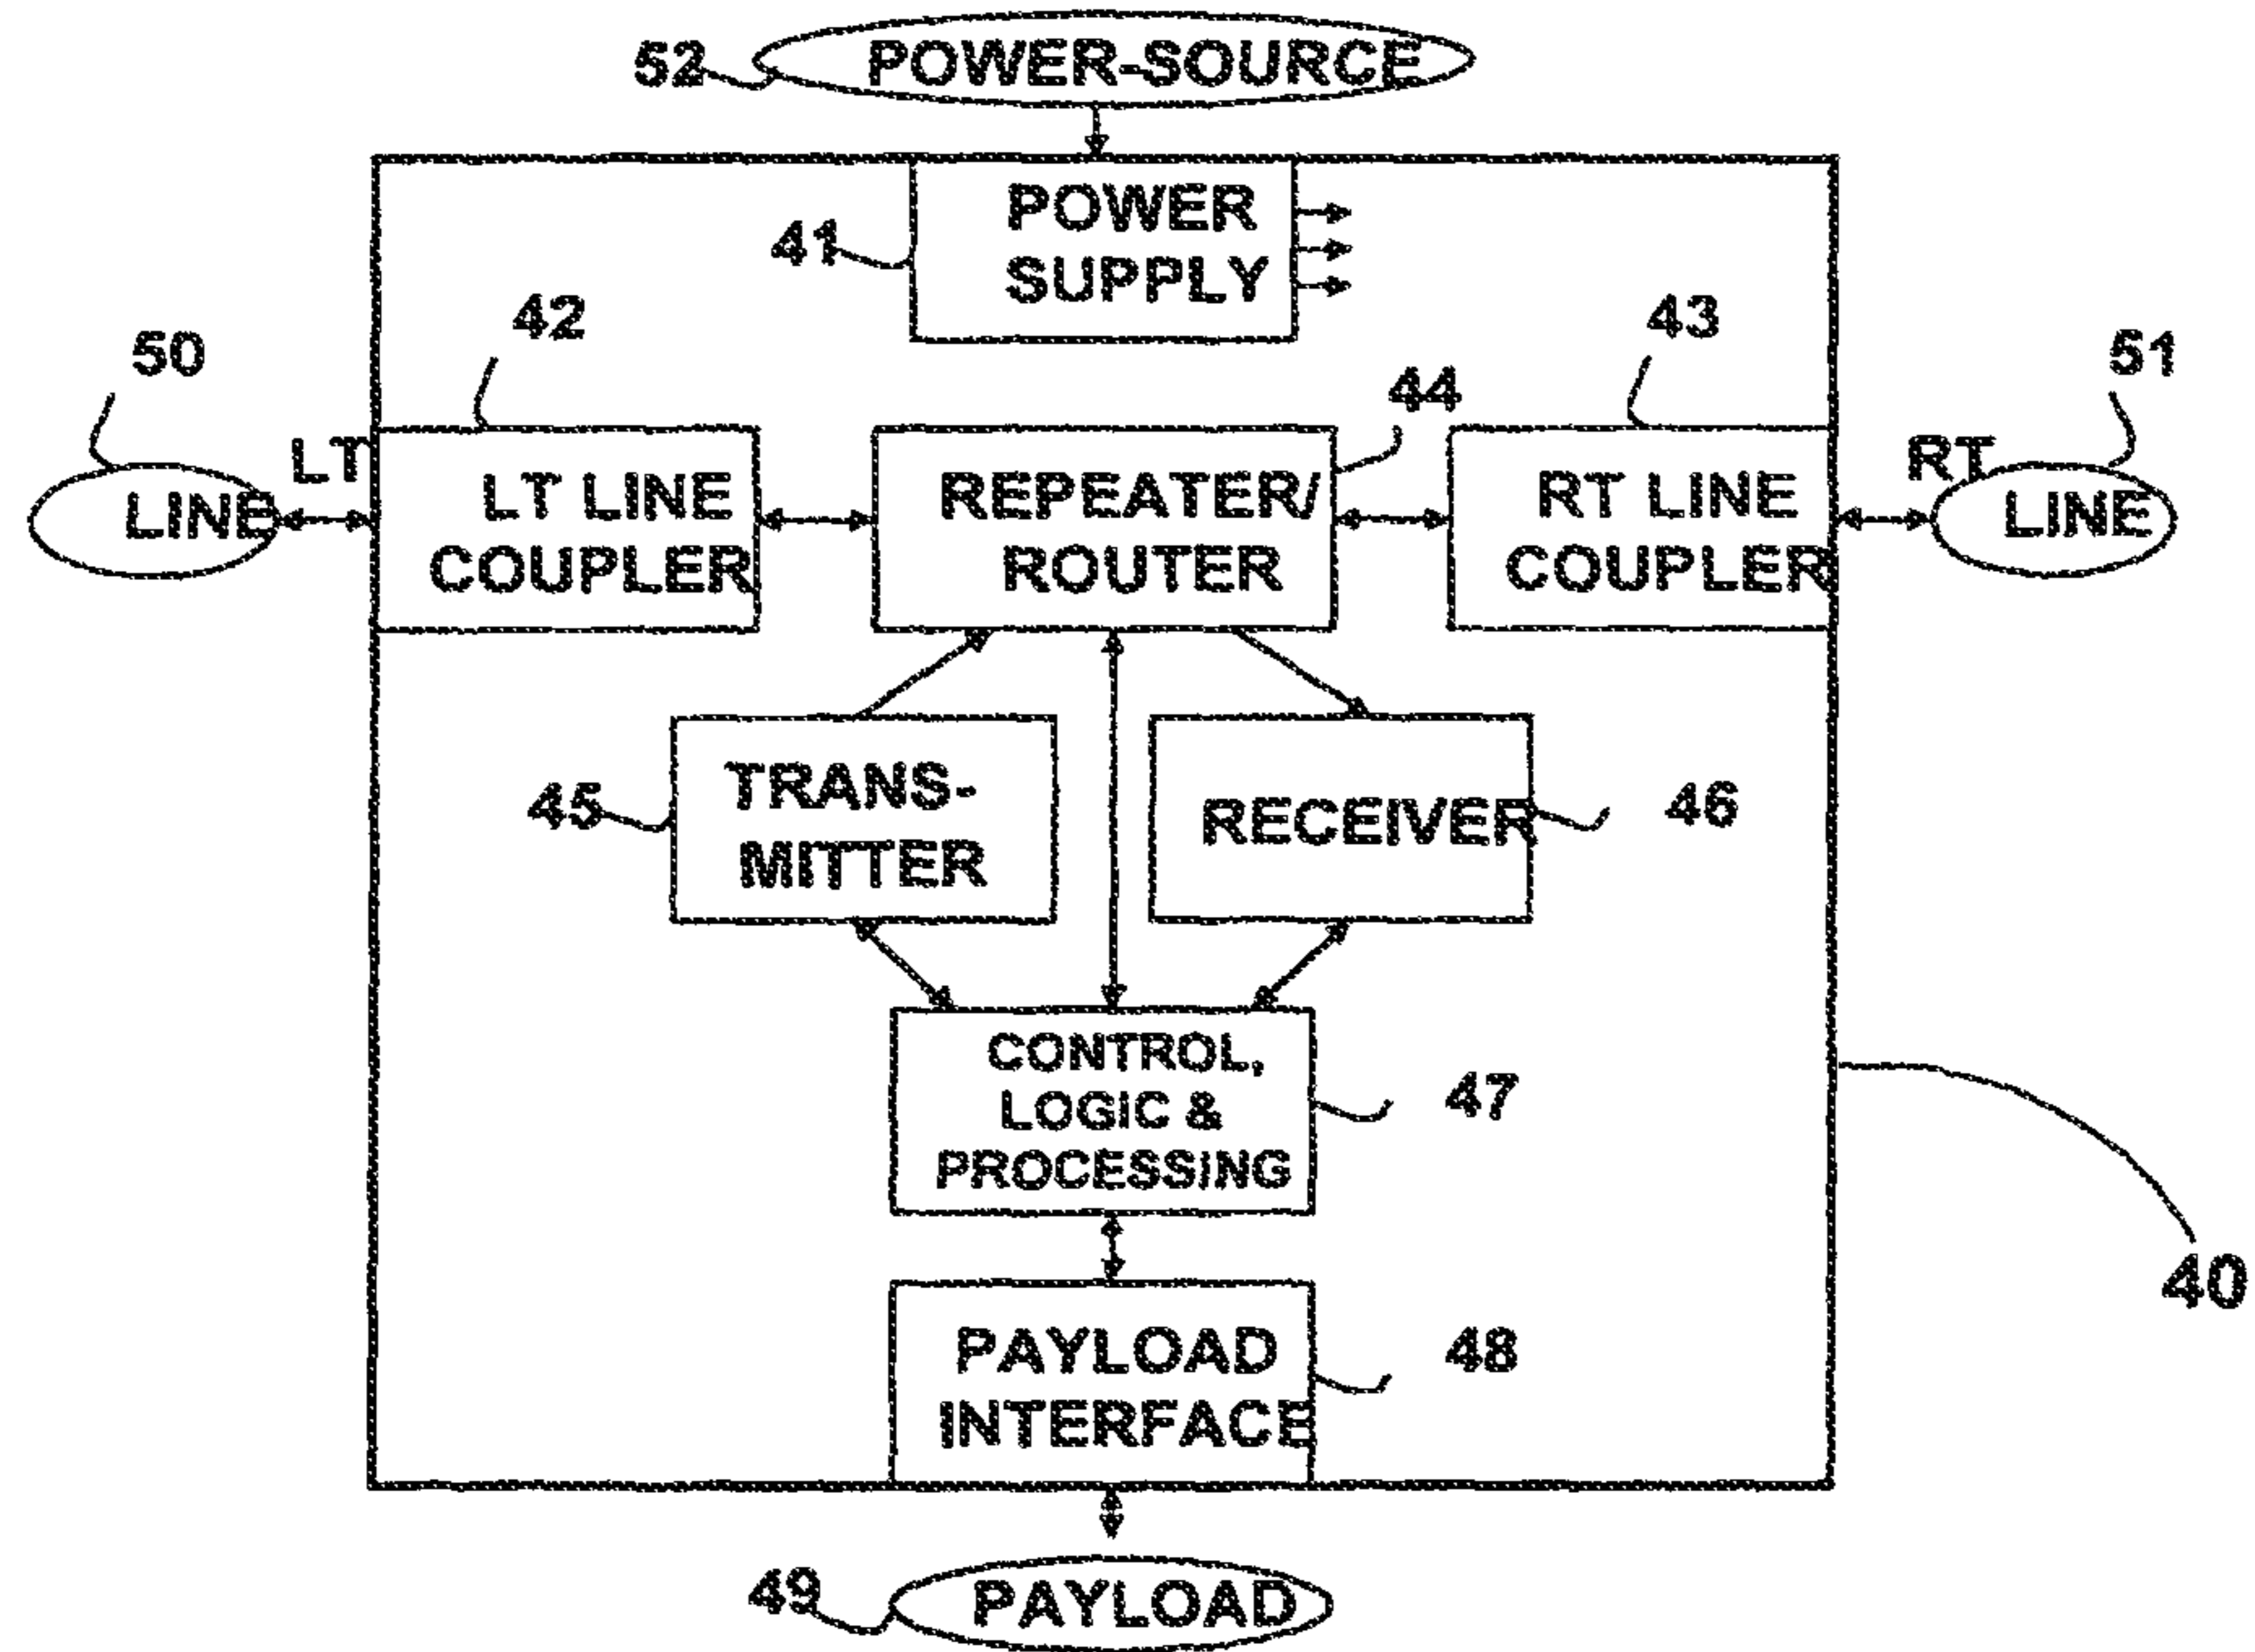 52 POWER-SOURCE
41 POWER
SUPPLY
50
42
43
51
44
LT
RT
LINE
LT LINE
COUPLER
REPEATER/
ROUTER
RT LINE
COUPLER
LINE
45
TRANS-
MITTER
RECEIVER
46
CONTROL,
LOGIC &
PROCESSING
47
40
PAYLOAD
INTERFACE
48
49 PAYLOAD